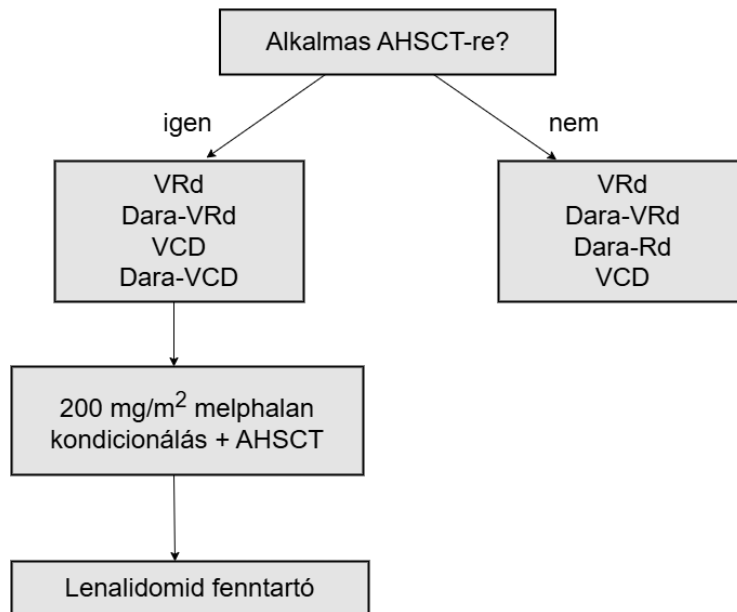 Alkalmas AHSCT-re?
igen
nem
VRd
Dara-VRd
VCD
Dara-VCD
VRd
Dara-VRd
Dara-Rd
VCD
200 mg/m² melphalan
kondicionálás + AHSCT
Lenalidomid fenntartó